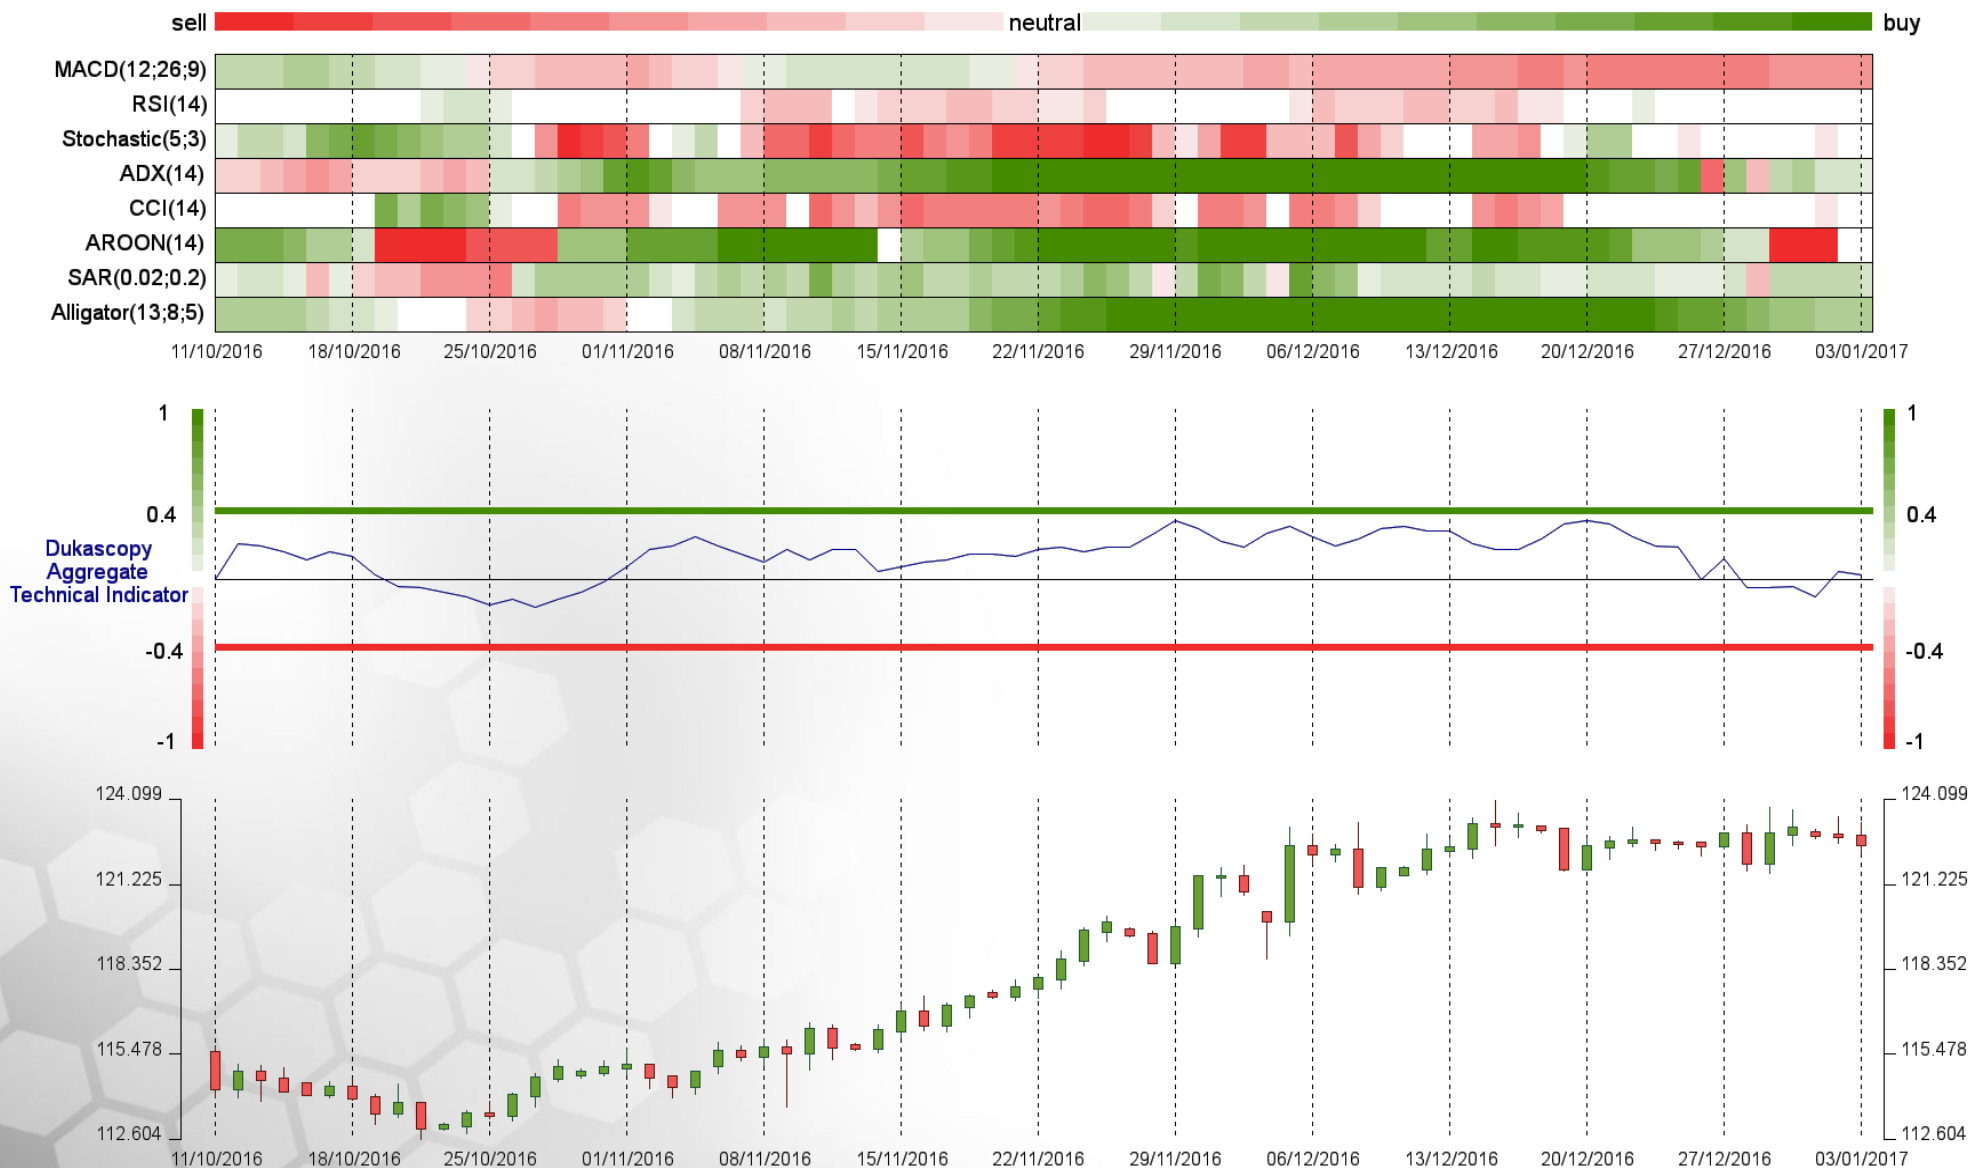 sell neutral buy
MACD(12;26;9)
RSI(14)
Stochastic(5;3)
ADX(14)
CCI(14)
AROON(14)
SAR(0.02;0.2)
Alligator(13;8;5)
11/10/2016 18/10/2016 25/10/2016 01/11/2016 08/11/2016 15/11/2016 22/11/2016 29/11/2016 06/12/2016 13/12/2016 20/12/2016 27/12/2016 03/01/2017
1 1
0.4 0.4
Dukascopy
Aggregate
Technical Indicator
-0.4 -0.4
-1 -1
124.099 124.099
121.225 121.225
118.352 118.352
115.478 115.478
112.604 112.604
11/10/2016 18/10/2016 25/10/2016 01/11/2016 08/11/2016 15/11/2016 22/11/2016 29/11/2016 06/12/2016 13/12/2016 20/12/2016 27/12/2016 03/01/2017